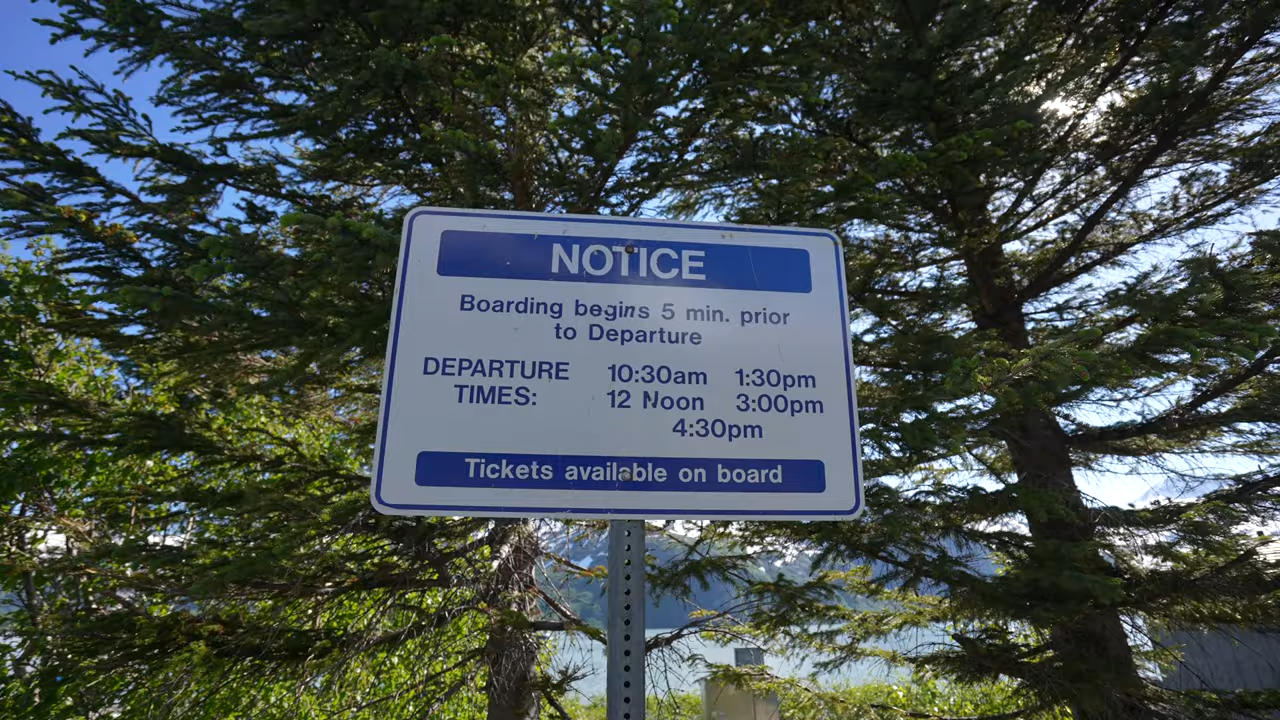 NOTICE
Boarding begins 5 min. prior
to Departure
DEPARTURE 10:30am 1:30pm
TIMES: 12 Noon 3:00pm
4:30pm
Tickets available on board